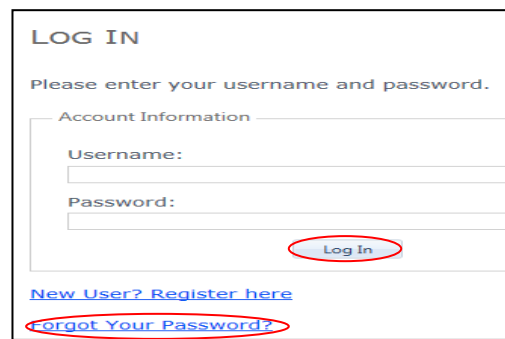 LOG IN
Please enter your username and password.
Account Information
Username:
Password:
Log In
New User? Register here
Forgot Your Password?